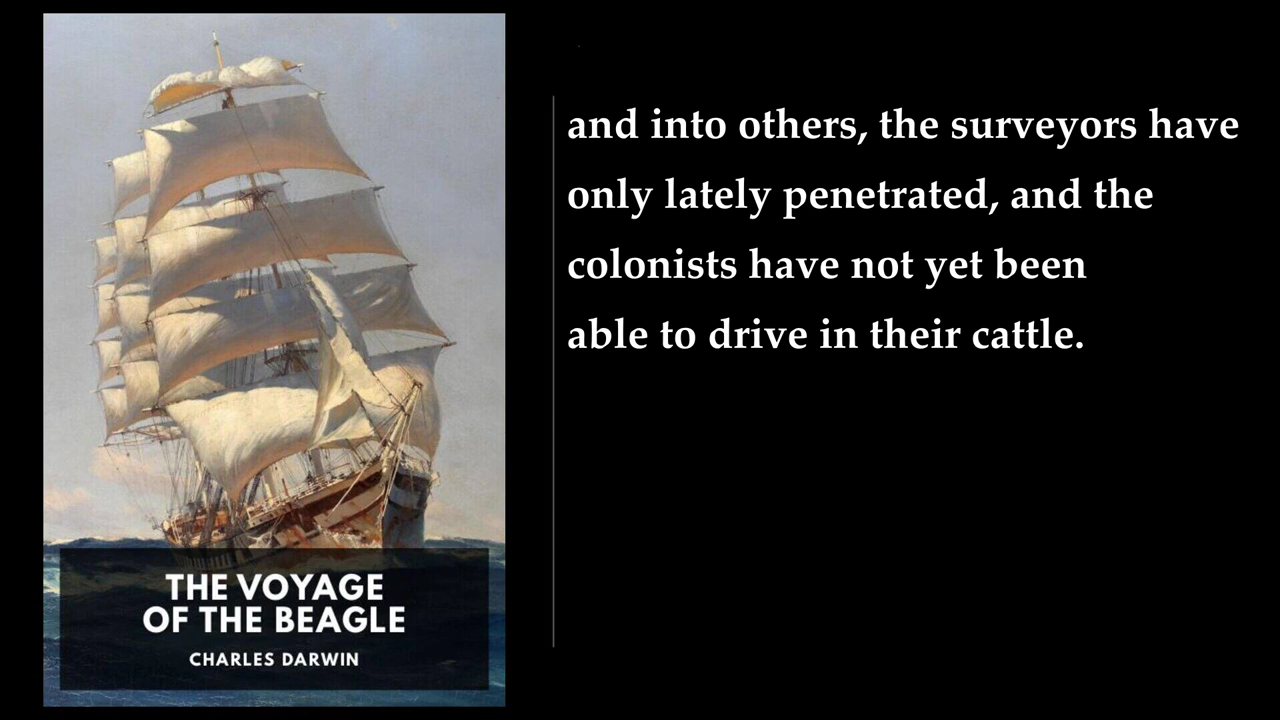 THE VOYAGE
OF THE BEAGLE
CHARLES DARWIN
and into others, the surveyors have
only lately penetrated, and the
colonists have not yet been
able to drive in their cattle.